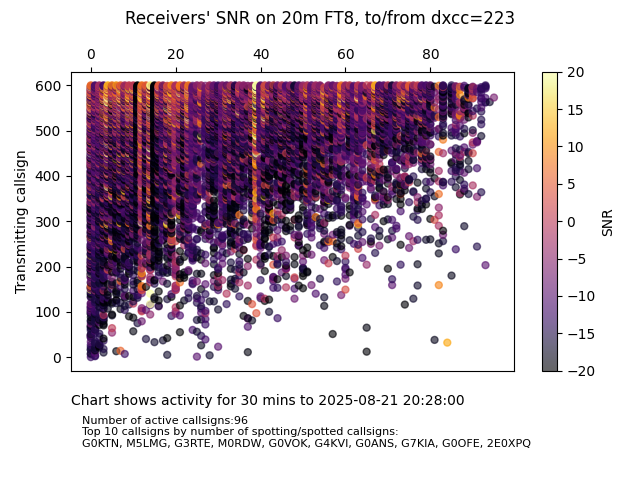 Receivers' SNR on 20m FT8, to/from dxcc=223
0 20 40 60 80
600
500
400
300
200
100
0
Transmitting callsign
20
15
10
5
0
−5
−10
−15
−20
SNR
Chart shows activity for 30 mins to 2025-08-21 20:28:00
Number of active callsigns:96
Top 10 callsigns by number of spotting/spotted callsigns:
G0KTN, M5LMG, G3RTE, M0RDW, G0VOK, G4KVI, G0ANS, G7KIA, G0OFE, 2E0XPQ